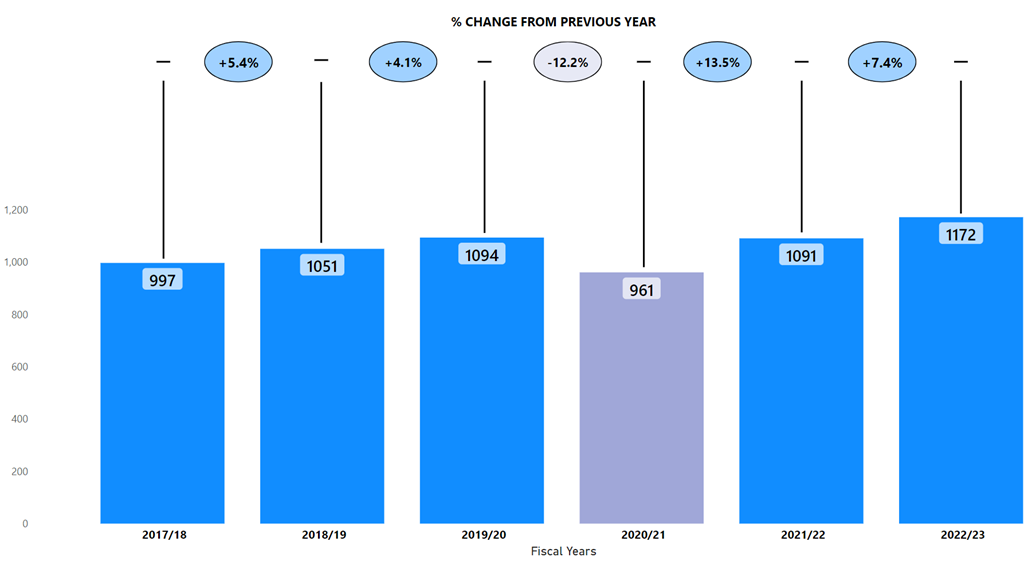 % CHANGE FROM PREVIOUS YEAR
+5.4% +4.1% -12.2% +13.5% +7.4%
1,200
1,000
800
600
400
200
0
997 1051 1094 961 1091 1172
2017/18 2018/19 2019/20 2020/21 2021/22 2022/23
Fiscal Years